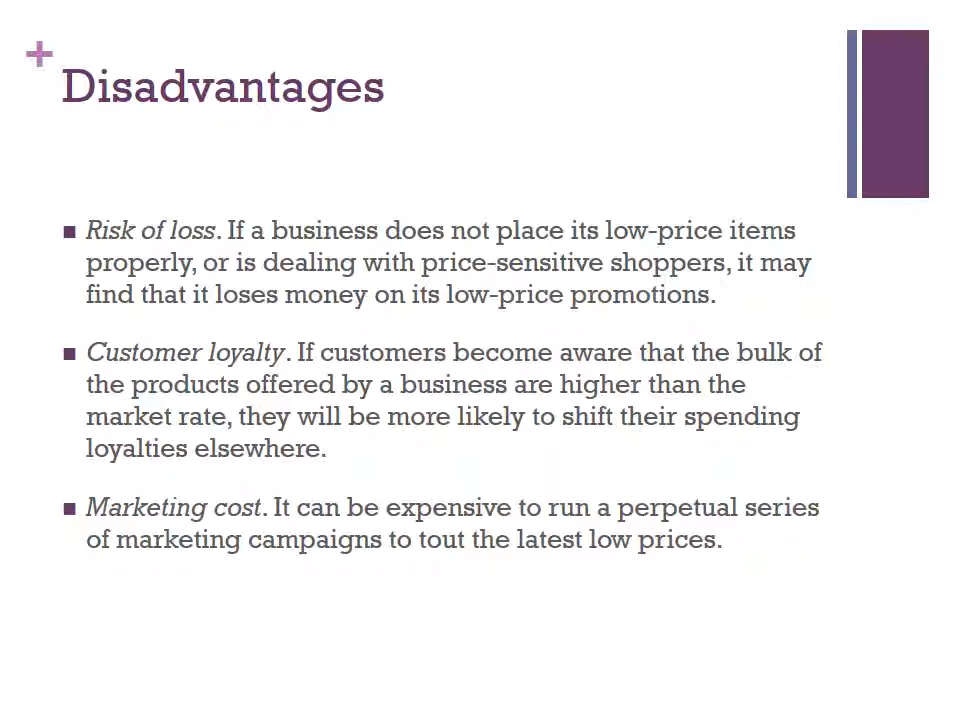 +
Disadvantages
■ Risk of loss. If a business does not place its low-price items
properly, or is dealing with price-sensitive shoppers, it may
find that it loses money on its low-price promotions.
■ Customer loyalty. If customers become aware that the bulk of
the products offered by a business are higher than the
market rate, they will be more likely to shift their spending
loyalties elsewhere.
■ Marketing cost. It can be expensive to run a perpetual series
of marketing campaigns to tout the latest low prices.